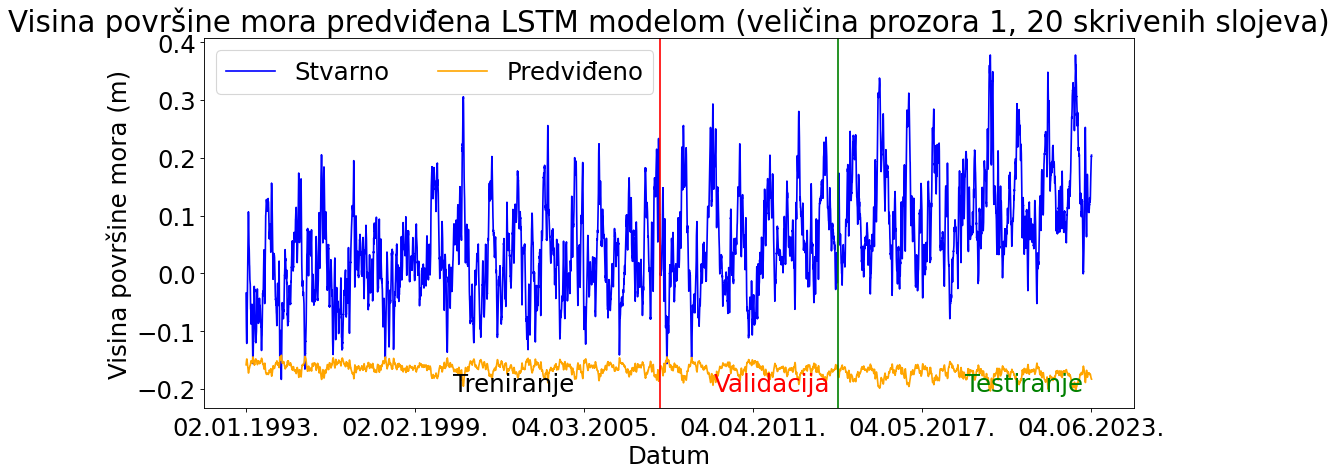 Visina površine mora predviđena LSTM modelom (veličina prozora 1, 20 skrivenih slojeva)
Visina površine mora (m)
0.4
0.3
0.2
0.1
0.0
−0.1
−0.2
Stvarno
Predviđeno
Treniranje
Validacija
Testiranje
02.01.1993.
02.02.1999.
04.03.2005.
04.04.2011.
04.05.2017.
04.06.2023.
Datum